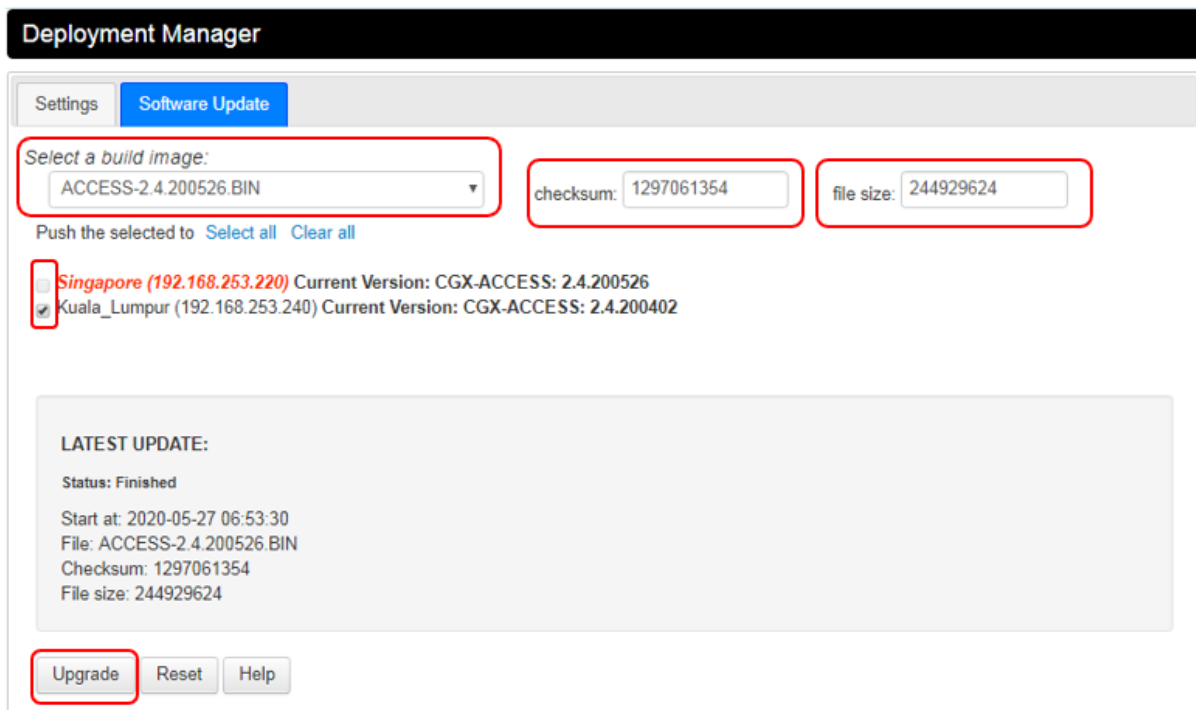 Deployment Manager
Settings Software Update
Select a build image:
ACCESS-2.4.200526.BIN checksum: 1297061354 file size: 244929624
Push the selected to Select all Clear all
Singapore (192.168.253.220) Current Version: CGX-ACCESS: 2.4.200526
Kuala_Lumpur (192.168.253.240) Current Version: CGX-ACCESS: 2.4.200402
LATEST UPDATE:
Status: Finished
Start at: 2020-05-27 06:53:30
File: ACCESS-2.4.200526.BIN
Checksum: 1297061354
File size: 244929624
Upgrade Reset Help